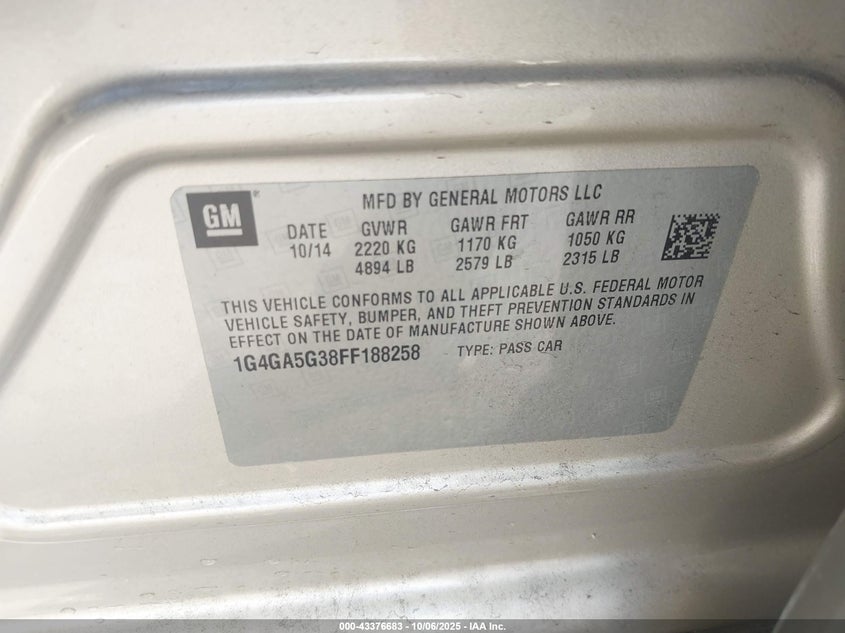 GM ® MFD BY GENERAL MOTORS LLC
DATE GVWR GAWR FRT GAWR RR
10/14 2220 KG 1170 KG 1050 KG
4894 LB 2579 LB 2315 LB
THIS VEHICLE CONFORMS TO ALL APPLICABLE U.S. FEDERAL MOTOR
VEHICLE SAFETY, BUMPER, AND THEFT PREVENTION STANDARDS IN
EFFECT ON THE DATE OF MANUFACTURE SHOWN ABOVE.
1G4GA5G38FF188258 TYPE: PASS CAR
000-43376683 - 10/06/2025 - IAA Inc.